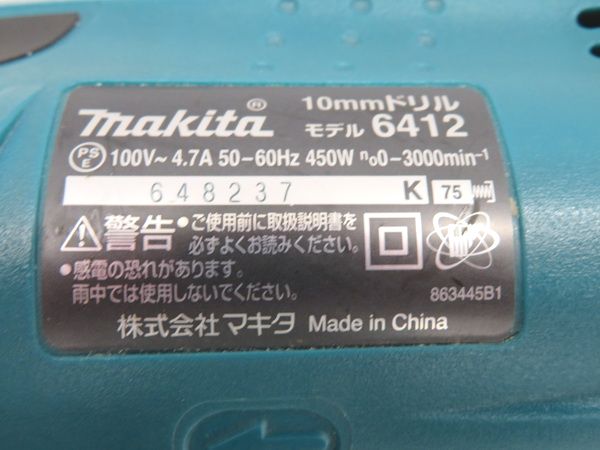 makita® 10mmドリル
モデル 6412
PSE 100V~ 4.7A 50-60Hz 450W n₀0-3000min⁻¹
648237 K 75
警告 ●ご使用前に取扱説明書を
必ずよくお読みください。
●感電の恐れがあります。
雨中では使用しないでください。
863445B1
株式会社マキタ Made in China